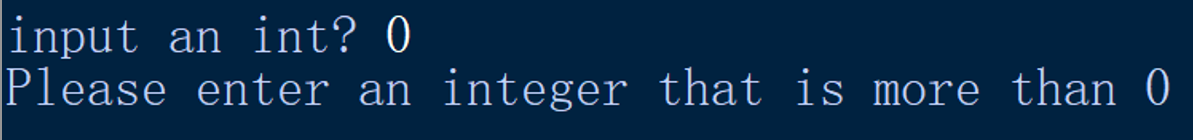 input an int? 0
Please enter an integer that is more than 0